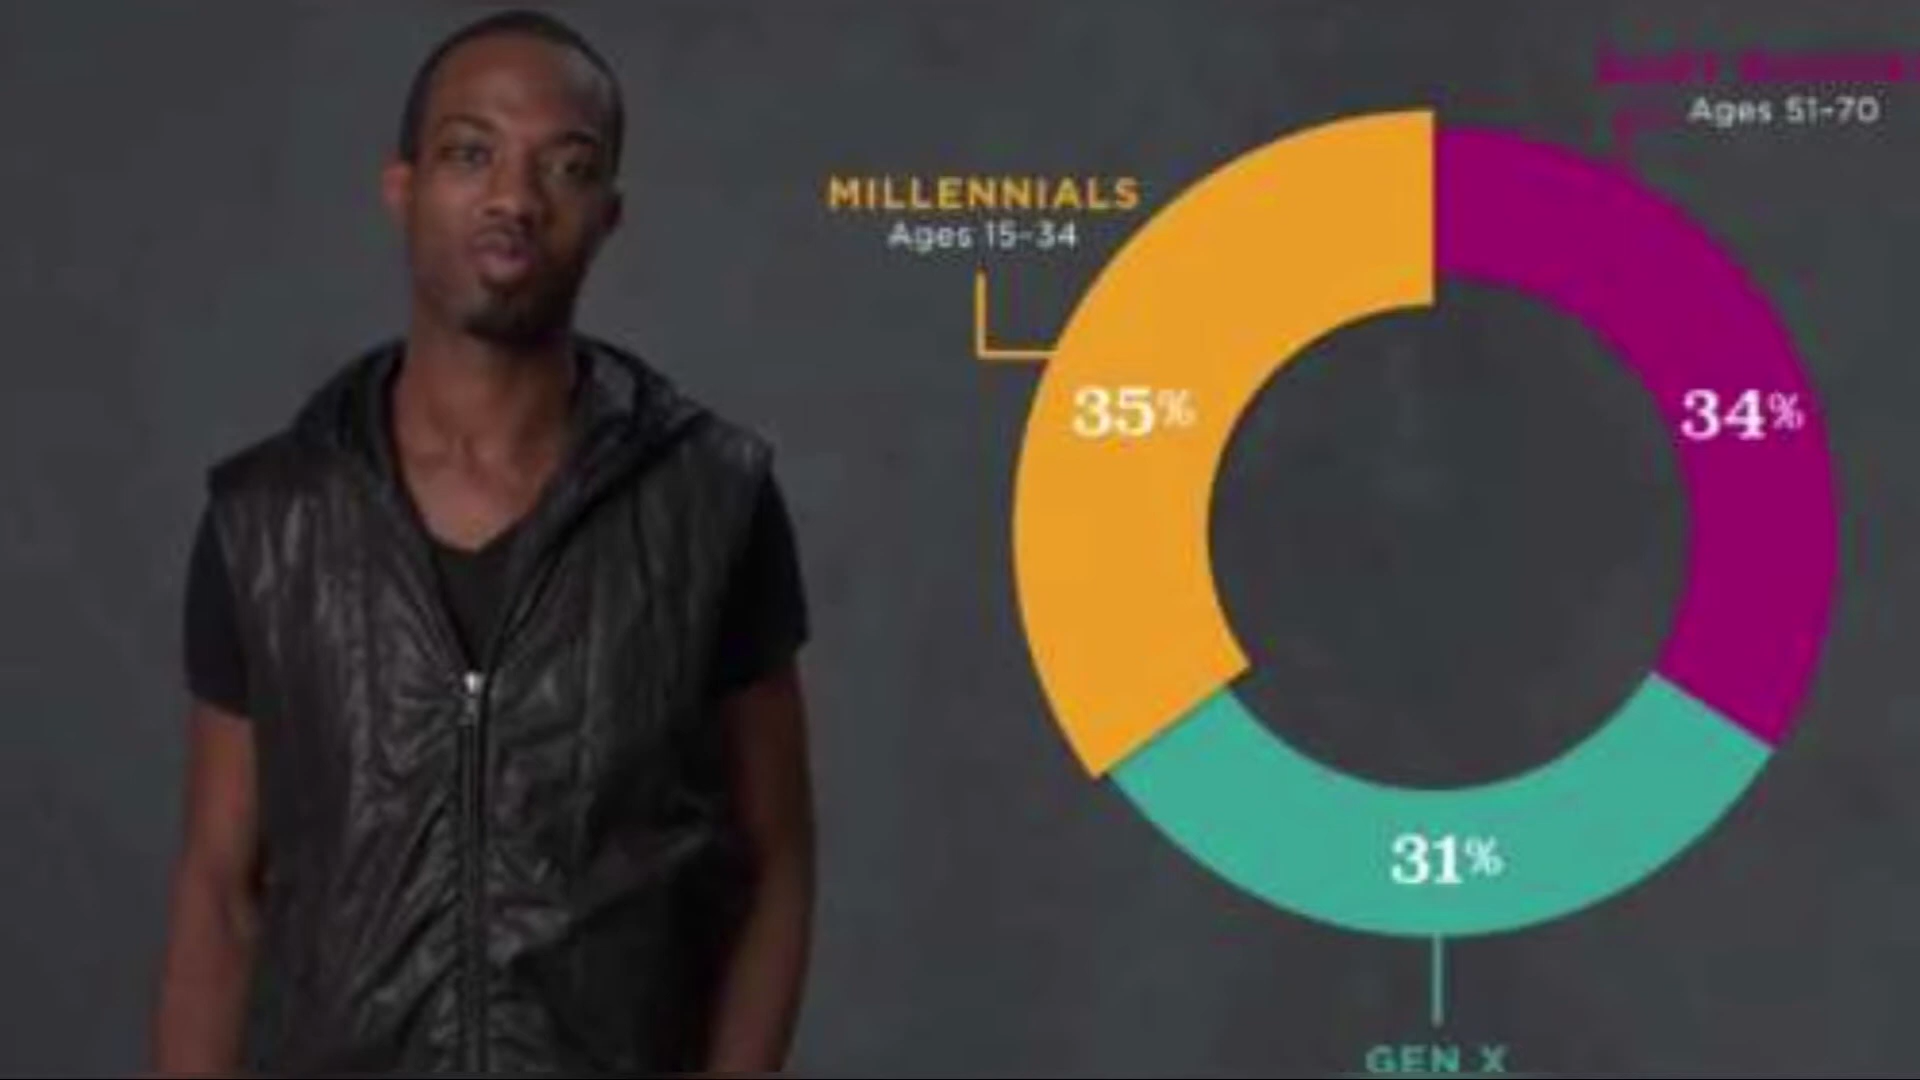 Ages 51-70
MILLENNIALS
Ages 15-34
35%
34%
31%
GEN X